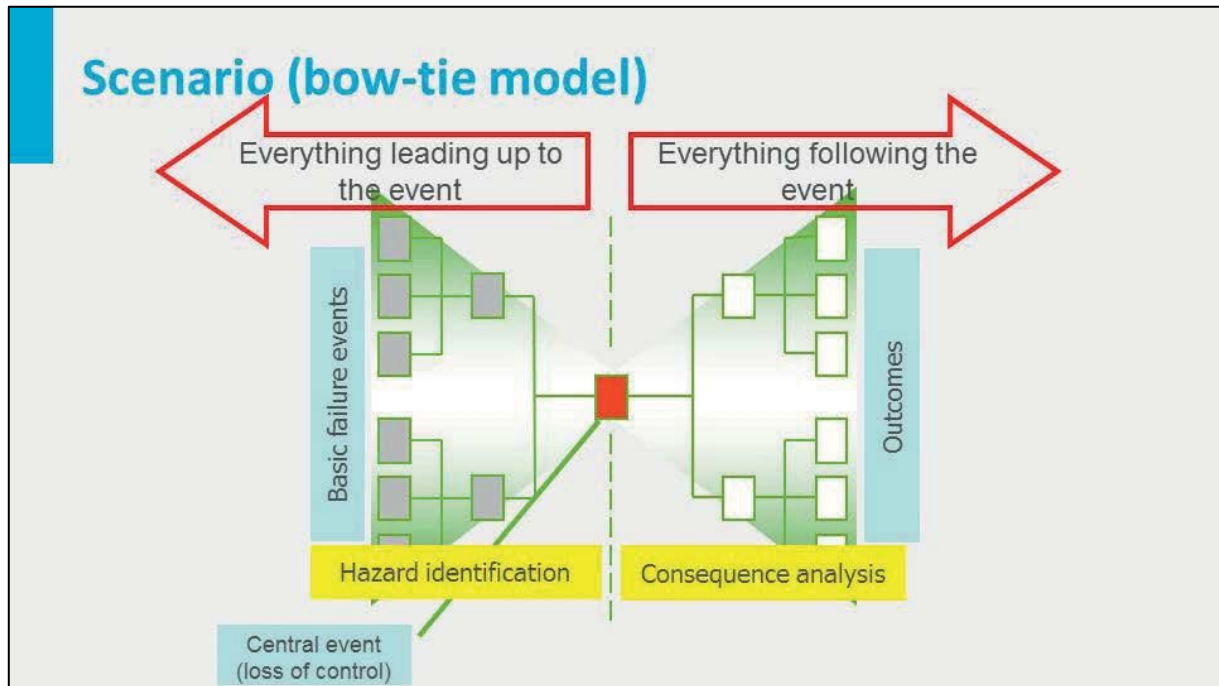 Scenario (bow-tie model)
Everything leading up to
the event
Everything following the
event
Basic failure events
Outcomes
Hazard identification
Consequence analysis
Central event
(loss of control)